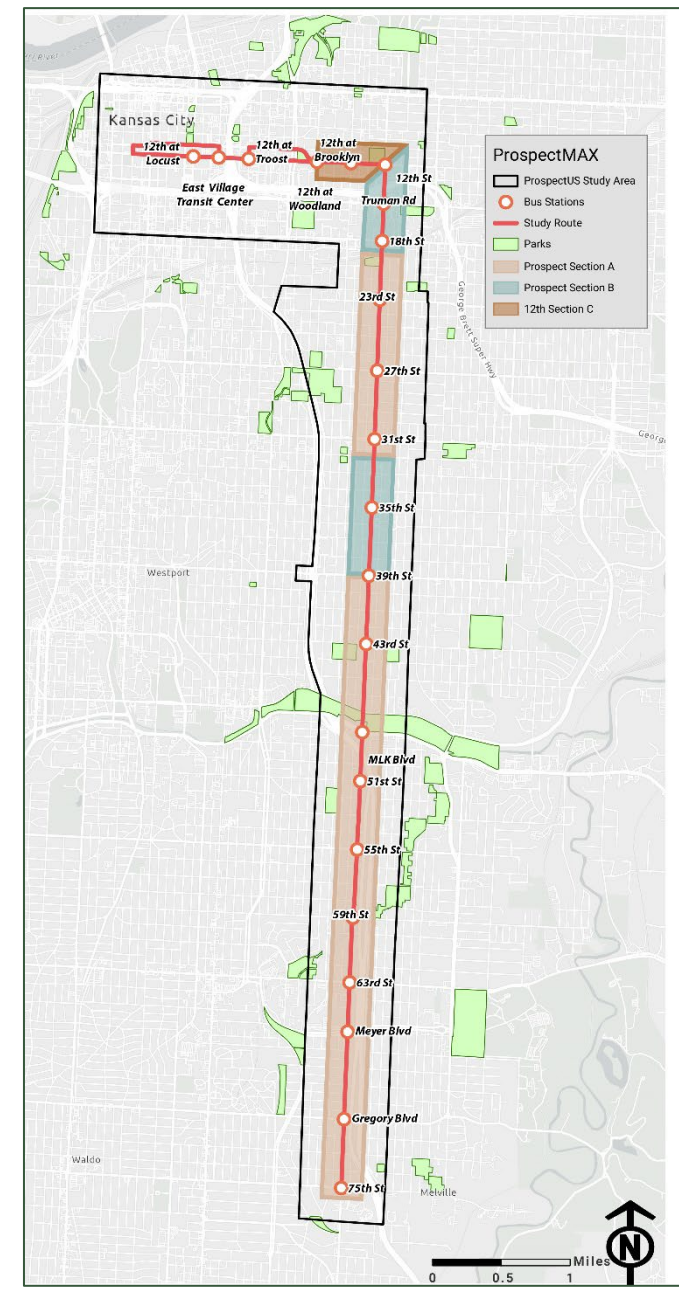 Kansas City
12th at
Locust
12th at
Troost
12th at
Brooklyn
East Village
Transit Center
12th at
Woodland
12th St
Truman Rd
18th St
23rd St
27th St
31st St
35th St
39th St
43rd St
MLK Blvd
51st St
55th St
59th St
63rd St
Meyer Blvd
Gregory Blvd
75th St
ProspectMAX
ProspectUS Study Area
Bus Stations
Study Route
Parks
Prospect Section A
Prospect Section B
12th Section C
George Brett Super Hwy
Georg
Westport
Waldo
Melville
N
Miles
0 0.5 1